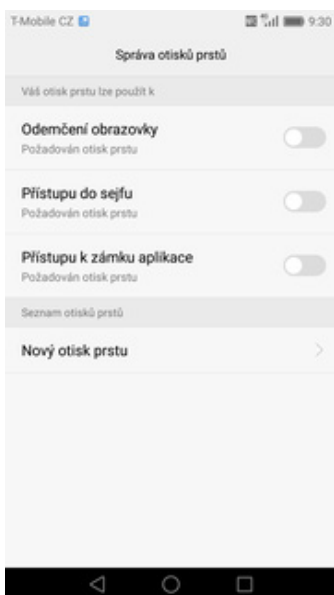 T-Mobile CZ 9:30
Správa otisků prstů
Váš otisk prstu lze použít k
Odemčení obrazovky
Požadován otisk prstu
Přístupu do sejfu
Požadován otisk prstu
Přístupu k zámku aplikace
Požadován otisk prstu
Seznam otisků prstů
Nový otisk prstu